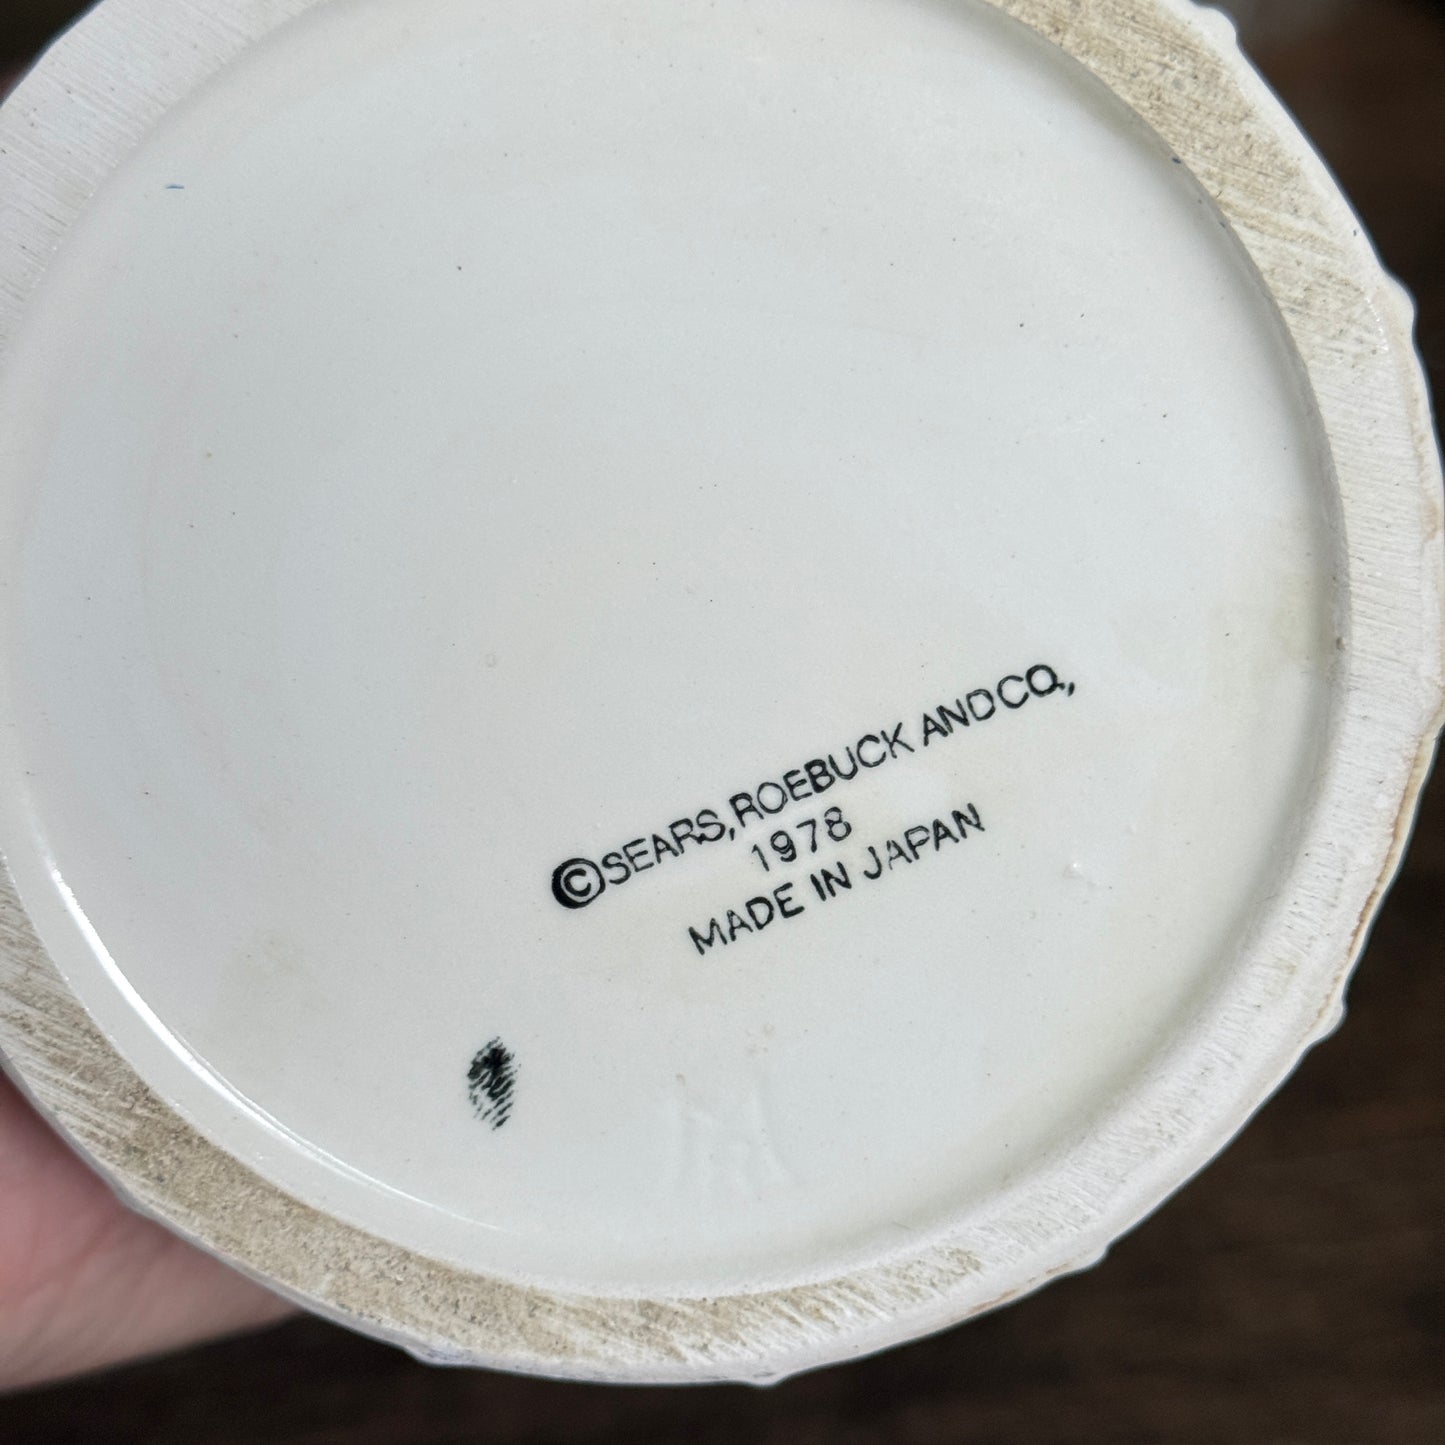 ©SEARS, ROEBUCK AND CO.,
1978
MADE IN JAPAN